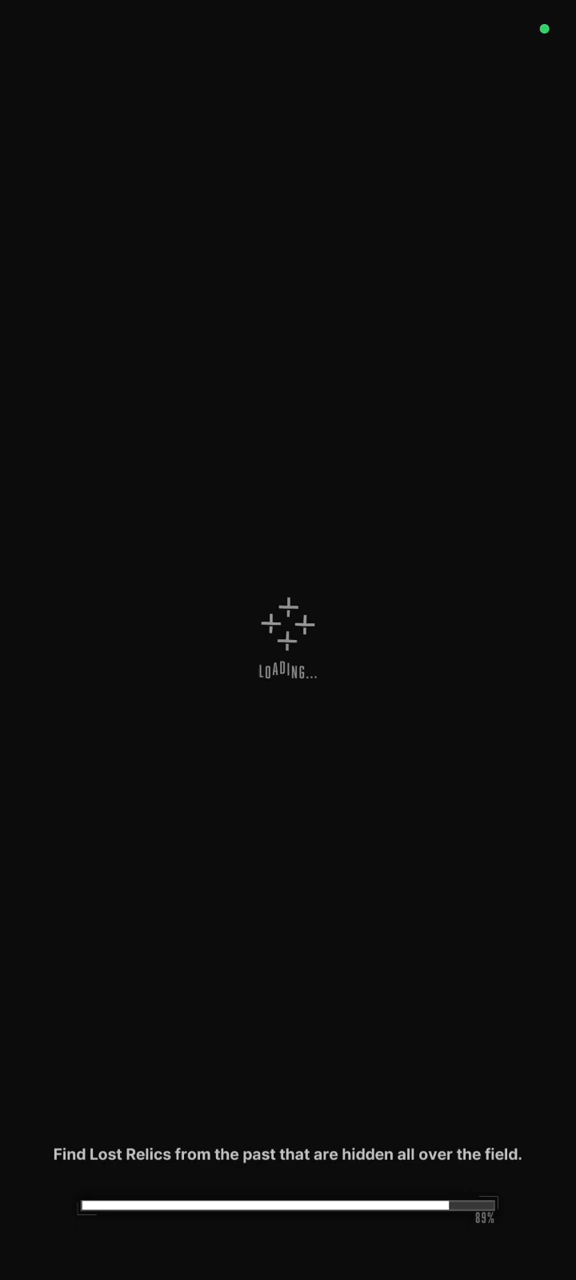 LOADING...
Find Lost Relics from the past that are hidden all over the field.
89%